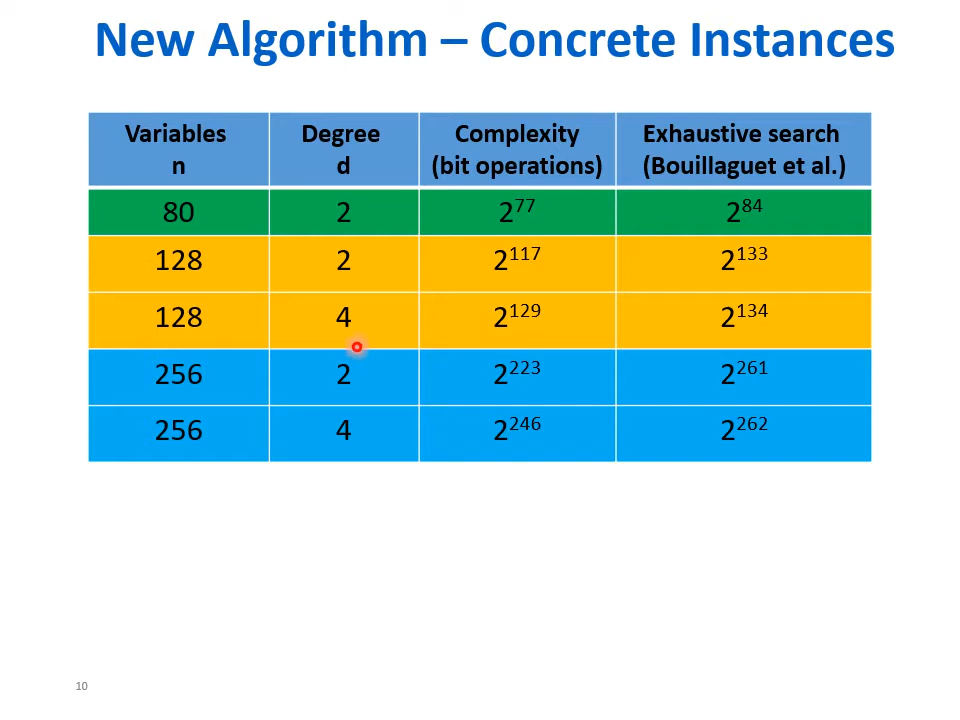 New Algorithm – Concrete Instances
Variables n | Degree d | Complexity (bit operations) | Exhaustive search (Bouillaguet et al.)
80 | 2 | 2^77 | 2^84
128 | 2 | 2^117 | 2^133
128 | 4 | 2^129 | 2^134
256 | 2 | 2^223 | 2^261
256 | 4 | 2^246 | 2^262
10